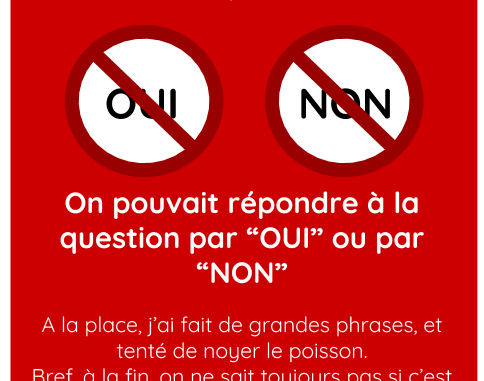 OUI NON
On pouvait répondre à la
question par “OUI” ou par
“NON”
A la place, j’ai fait de grandes phrases, et
tenté de noyer le poisson.
Bref, à la fin, on ne sait toujours pas si c’est